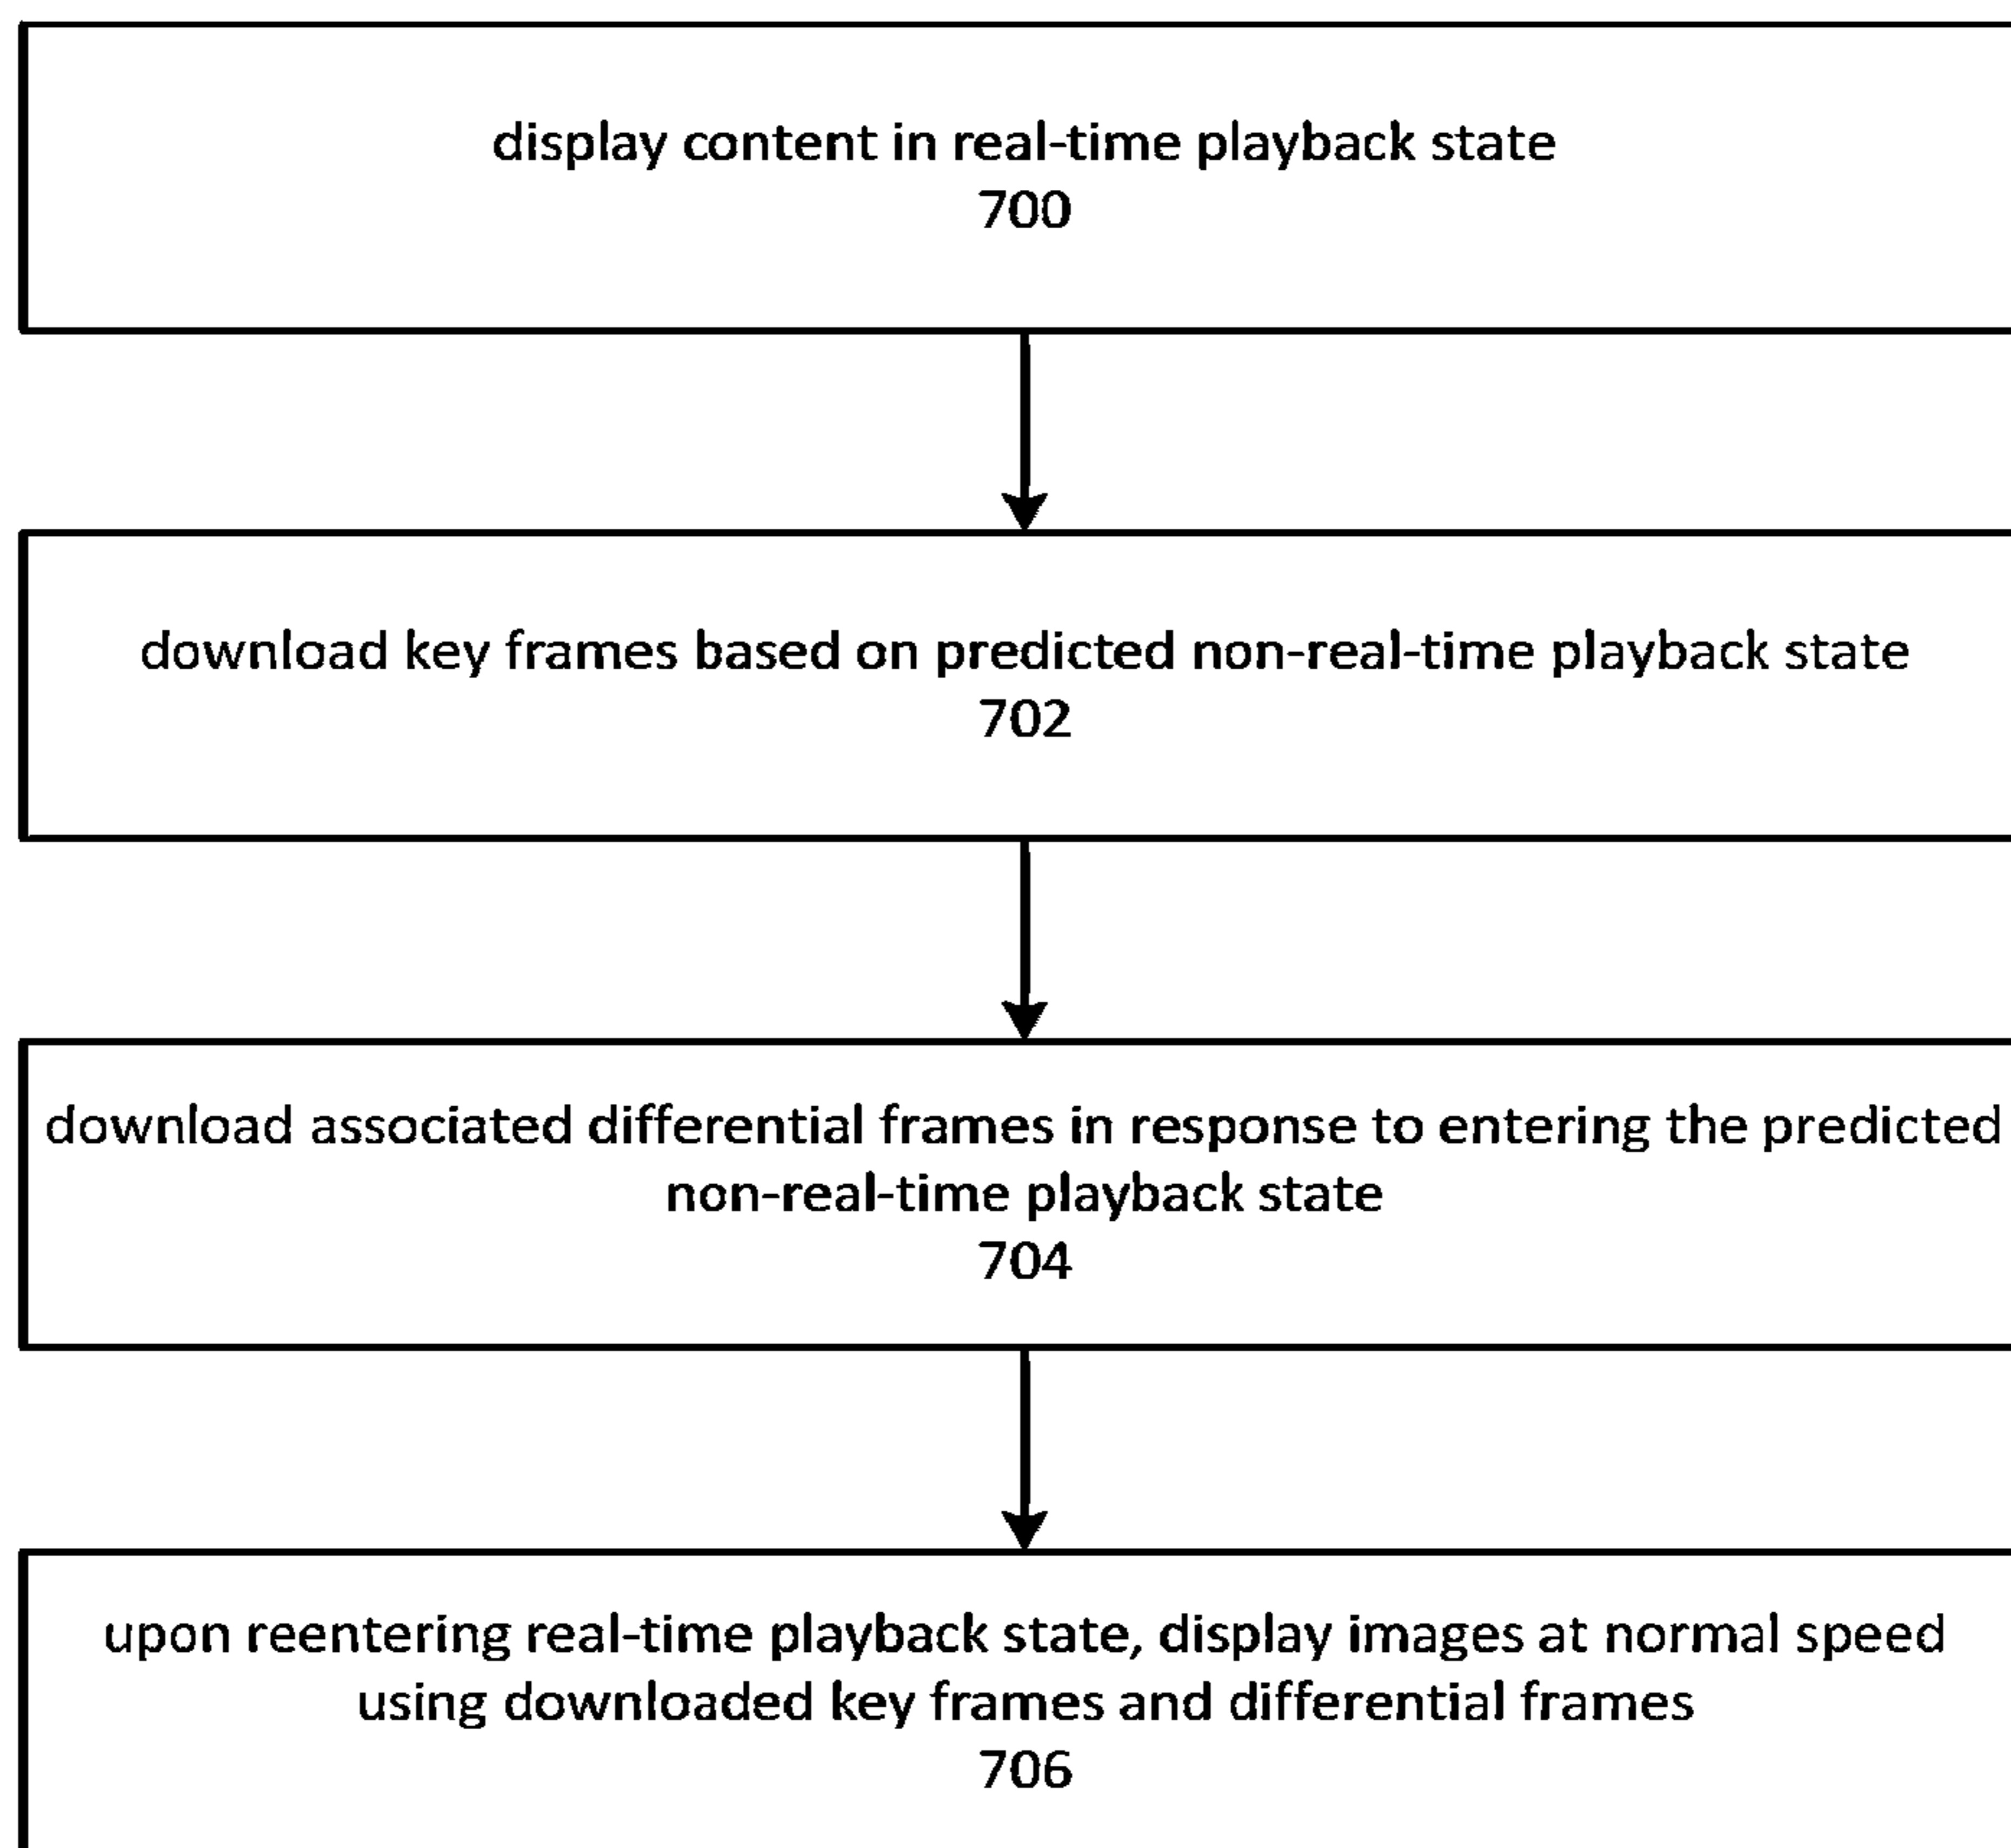 display content in real-time playback state
700
download key frames based on predicted non-real-time playback state
702
download associated differential frames in response to entering the predicted
non-real-time playback state
704
upon reentering real-time playback state, display images at normal speed
using downloaded key frames and differential frames
706